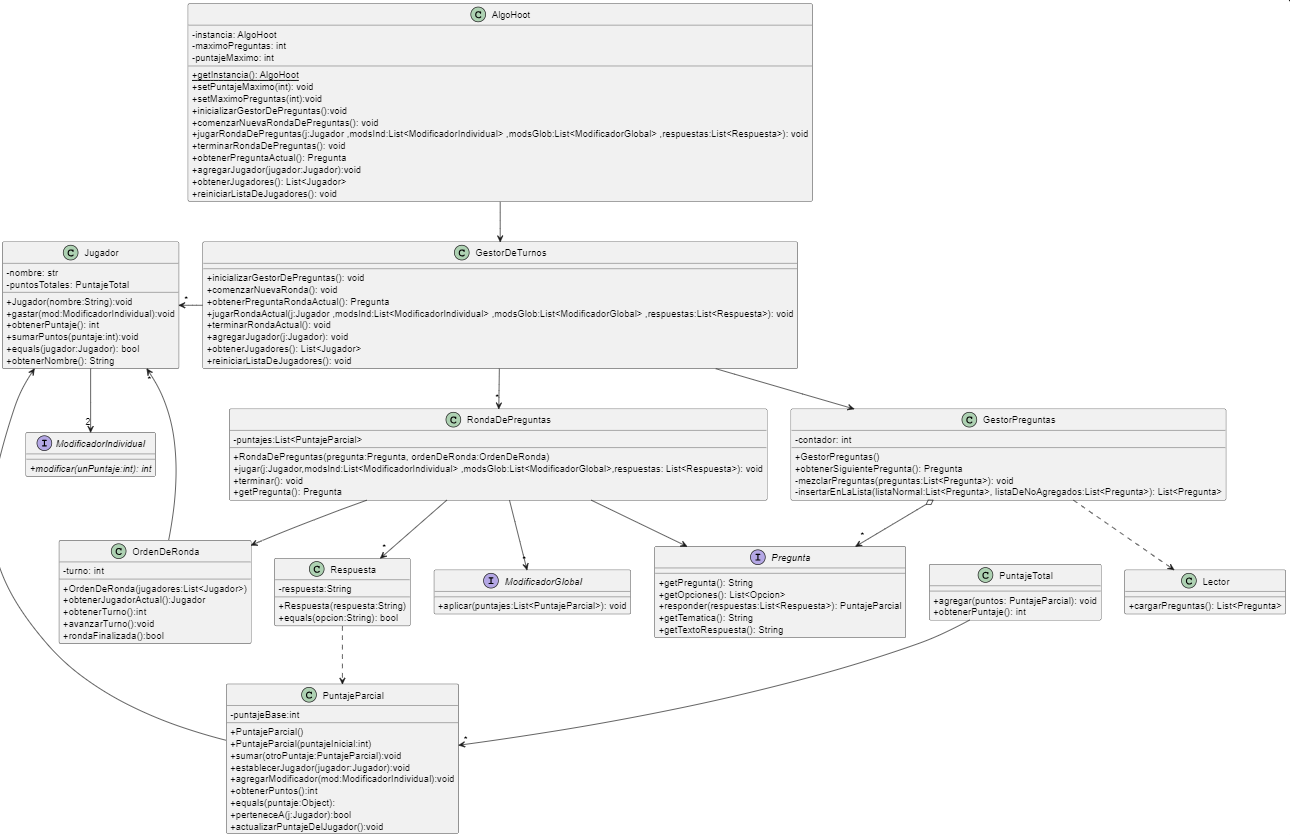 C AlgoHoot
-instancia: AlgoHoot
-maximoPreguntas: int
-puntajeMaximo: int
+getInstancia(): AlgoHoot
+setPuntajeMaximo(int): void
+setMaximoPreguntas(int):void
+inicializarGestorDePreguntas():void
+comenzarNuevaRondaDePreguntas(): void
+jugarRondaDePreguntas(j:Jugador ,modsInd:List<ModificadorIndividual> ,modsGlob:List<ModificadorGlobal> ,respuestas:List<Respuesta>): void
+terminarRondaDePreguntas(): void
+obtenerPreguntaActual(): Pregunta
+agregarJugador(jugador:Jugador):void
+obtenerJugadores(): List<Jugador>
+reiniciarListaDeJugadores(): void
C Jugador
-nombre: str
-puntosTotales: PuntajeTotal
+Jugador(nombre:String):void
+gastar(mod:ModificadorIndividual):void
+obtenerPuntaje(): int
+sumarPuntos(puntaje:int):void
+equals(jugador:Jugador): bool
+obtenerNombre(): String
*
C GestorDeTurnos
+inicializarGestorDePreguntas(): void
+comenzarNuevaRonda(): void
+obtenerPreguntaRondaActual(): Pregunta
+jugarRondaActual(j:Jugador ,modsInd:List<ModificadorIndividual> ,modsGlob:List<ModificadorGlobal> ,respuestas:List<Respuesta>): void
+terminarRondaActual(): void
+agregarJugador(j:Jugador): void
+obtenerJugadores(): List<Jugador>
+reiniciarListaDeJugadores(): void
*
*
2
I ModificadorIndividual
+modificar(unPuntaje:int): int
C RondaDePreguntas
-puntajes:List<PuntajeParcial>
+RondaDePreguntas(pregunta:Pregunta, ordenDeRonda:OrdenDeRonda)
+jugar(j:Jugador,modsInd:List<ModificadorIndividual> ,modsGlob:List<ModificadorGlobal>,respuestas: List<Respuesta>): void
+terminar(): void
+getPregunta(): Pregunta
C GestorPreguntas
-contador: int
+GestorPreguntas()
+obtenerSiguientePregunta(): Pregunta
-mezclarPreguntas(preguntas:List<Pregunta>): void
-insertarEnLaLista(listaNormal:List<Pregunta>, listaDeNoAgregados:List<Pregunta>): List<Pregunta>
*
*
*
C OrdenDeRonda
-turno: int
+OrdenDeRonda(jugadores:List<Jugador>)
+obtenerJugadorActual():Jugador
+obtenerTurno():int
+avanzarTurno():void
+rondaFinalizada():bool
C Respuesta
-respuesta:String
+Respuesta(respuesta:String)
+equals(opcion:String): bool
I ModificadorGlobal
+aplicar(puntajes:List<PuntajeParcial>): void
I Pregunta
+getPregunta(): String
+getOpciones(): List<Opcion>
+responder(respuestas:List<Respuesta>): PuntajeParcial
+getTematica(): String
+getTextoRespuesta(): String
C PuntajeTotal
+agregar(puntos: PuntajeParcial): void
+obtenerPuntaje(): int
C Lector
+cargarPreguntas(): List<Pregunta>
C PuntajeParcial
-puntajeBase:int
+PuntajeParcial()
+PuntajeParcial(puntajeInicial:int)
+sumar(otroPuntaje:PuntajeParcial):void
+establecerJugador(jugador:Jugador):void
+agregarModificador(mod:ModificadorIndividual):void
+obtenerPuntos():int
+equals(puntaje:Object):
+perteneceA(j:Jugador):bool
+actualizarPuntajeDelJugador():void
*